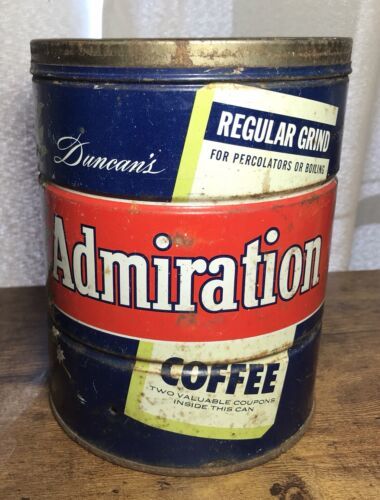 REGULAR GRIND
FOR PERCOLATORS OR BOILING
Duncan's
Admiration
COFFEE
TWO VALUABLE COUPONS
INSIDE THIS CAN